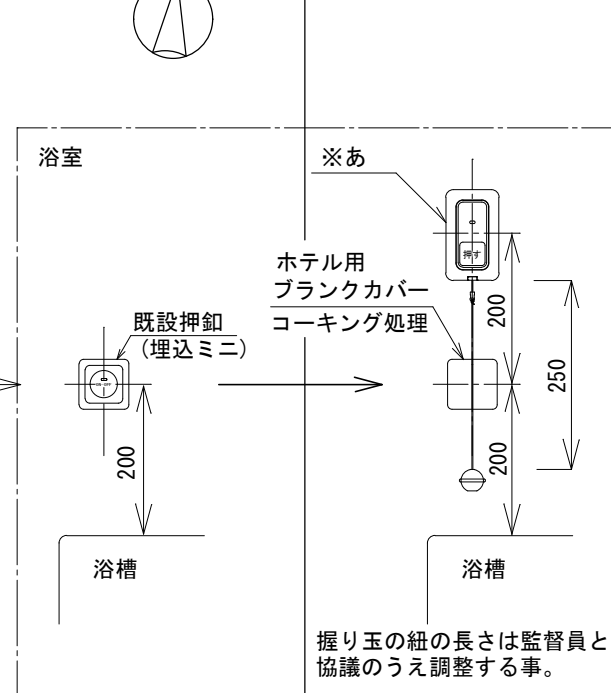 浴室
※あ
押す
ホテル用
ブランクカバー
コーキング処理
既設押釦
(埋込ミニ)
ON-OFF
200
200
250
200
浴槽
浴槽
握り玉の紐の長さは監督員と
協議のうえ調整する事。